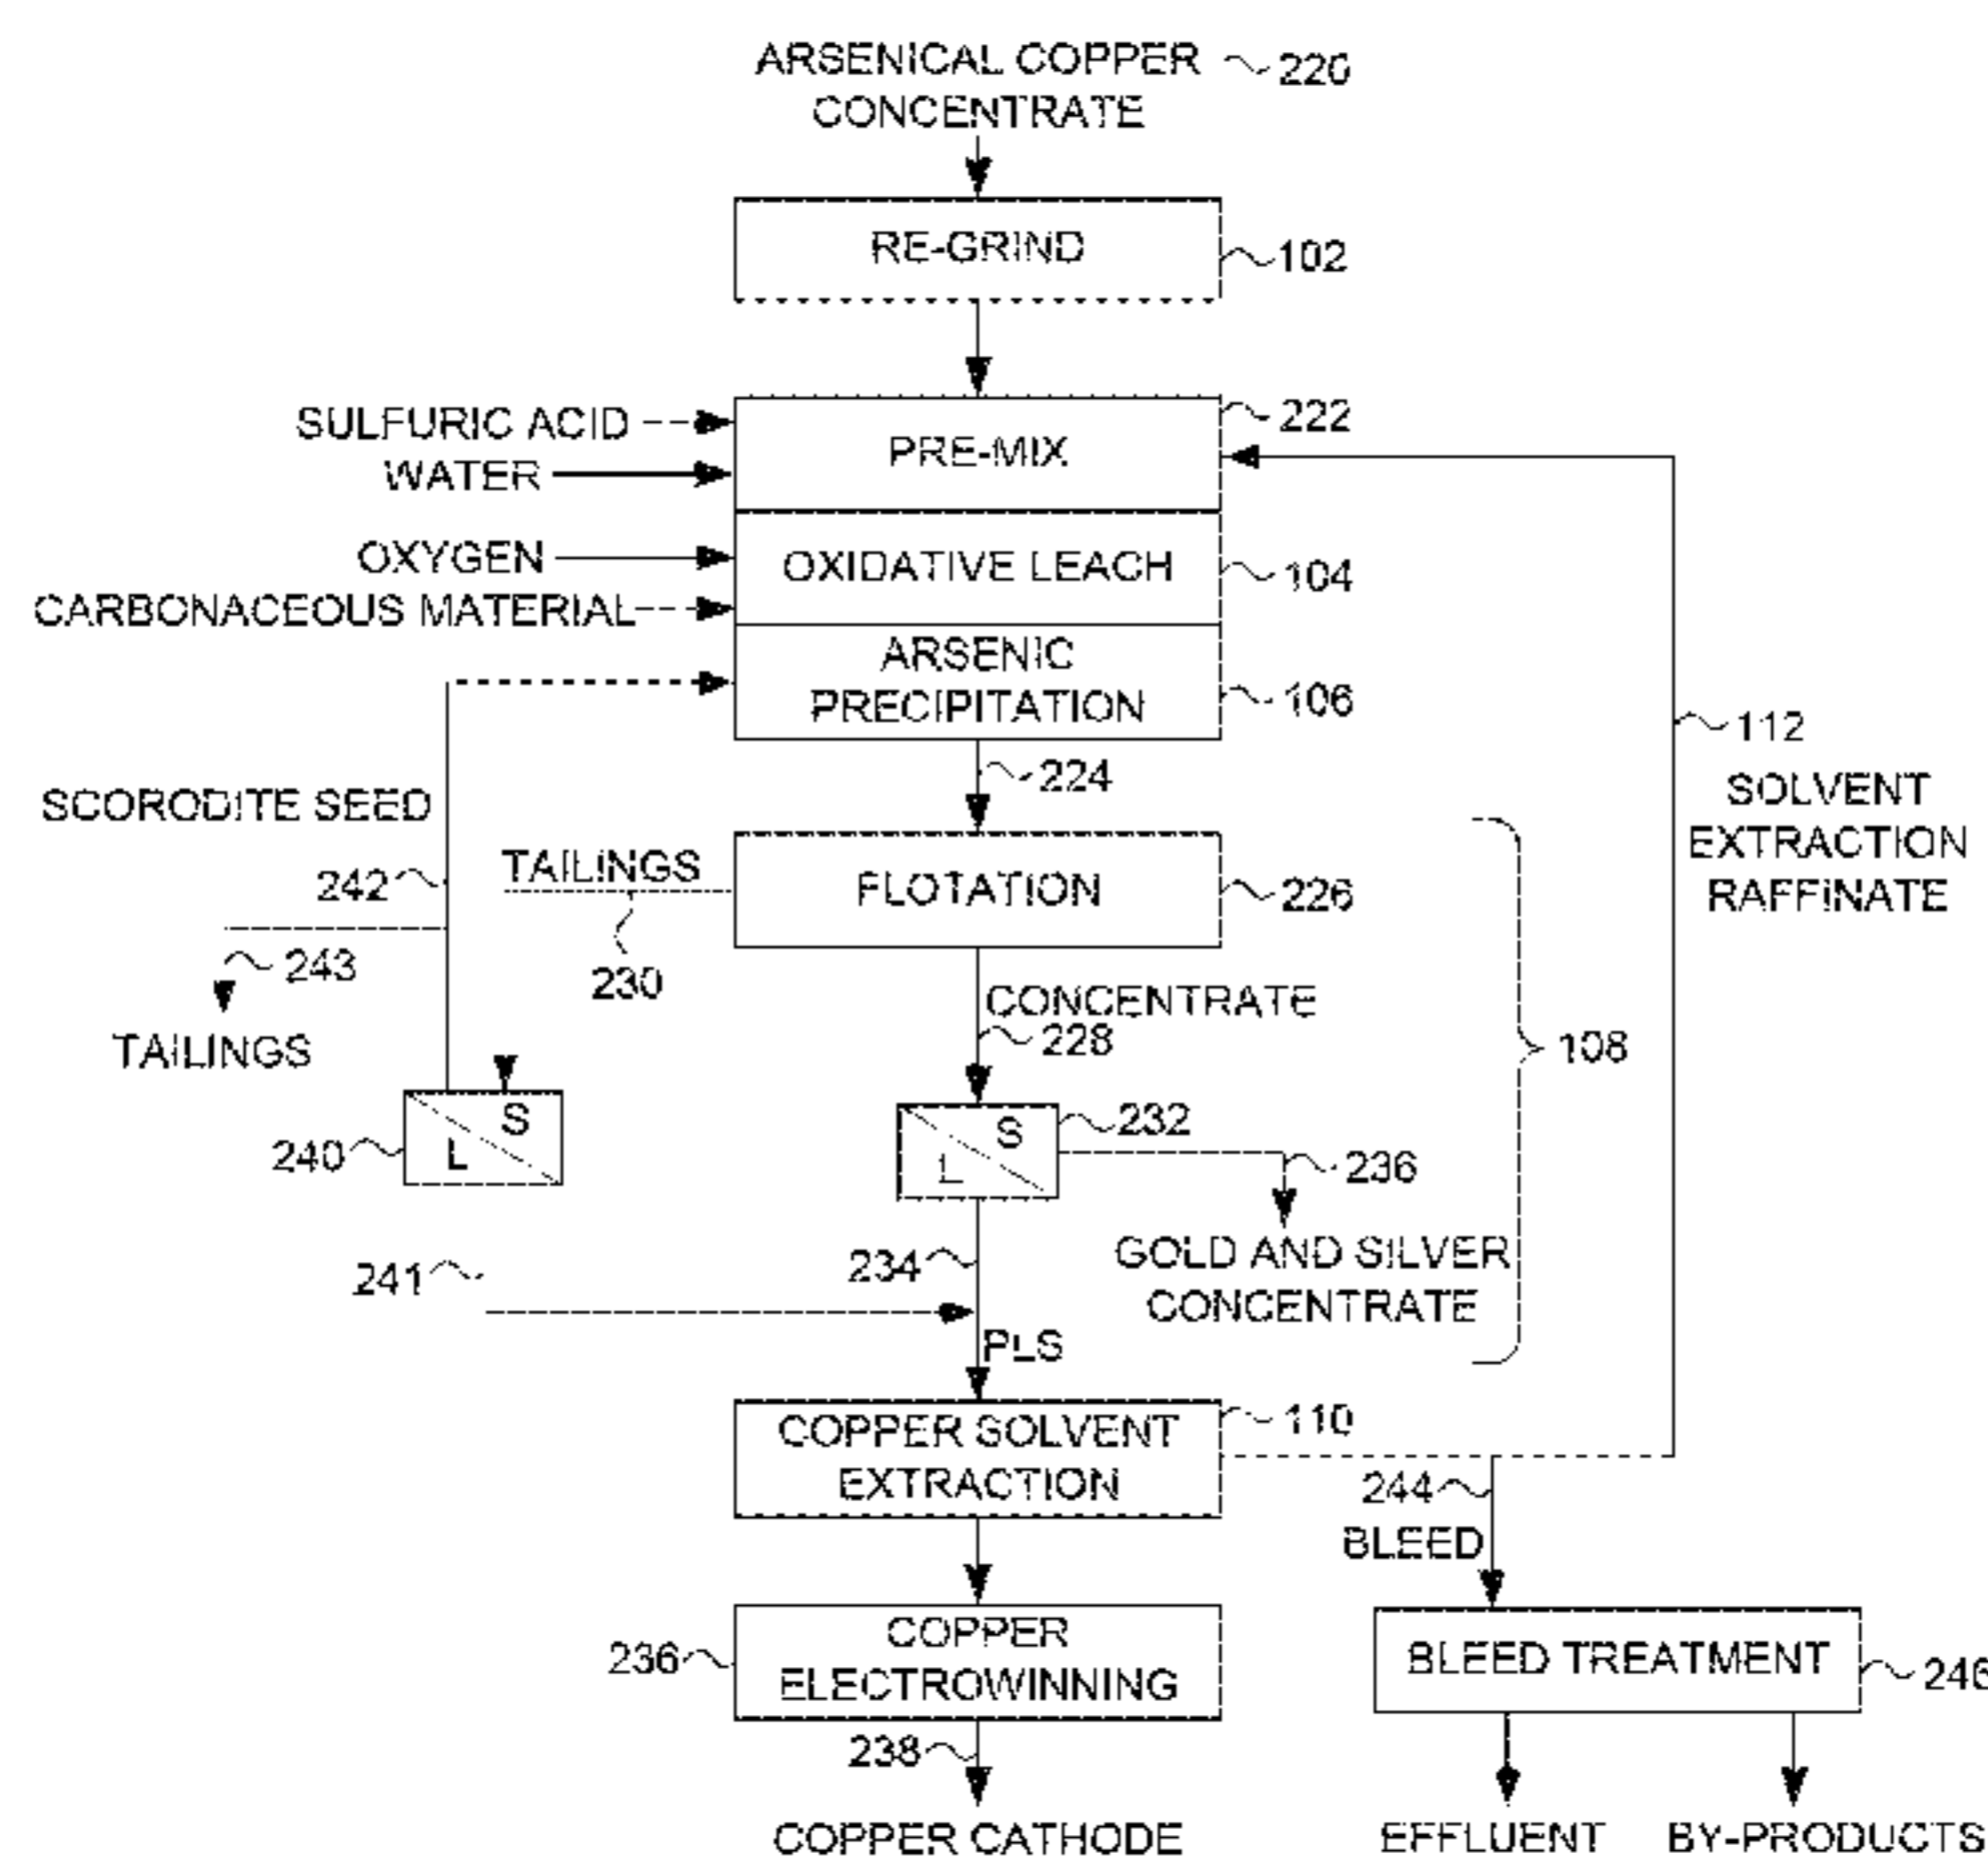 ARSENICAL COPPER 220
CONCENTRATE
RE-GRIND
102
SULFURIC ACID
WATER
PRE-MIX
222
OXYGEN
CARBONACEOUS MATERIAL
OXIDATIVE LEACH
104
ARSENIC
PRECIPITATION
106
112
SOLVENT
EXTRACTION
RAFFINATE
224
SCORODITE SEED
242
TAILINGS
230
FLOTATION
226
243
TAILINGS
CONCENTRATE
228
108
240
S
L
S
L
232
236
GOLD AND SILVER
CONCENTRATE
241
234
PLS
COPPER SOLVENT
EXTRACTION
110
244
BLEED
236
COPPER
ELECTROWINNING
BLEED TREATMENT
246
238
COPPER CATHODE
EFFLUENT
BY-PRODUCTS